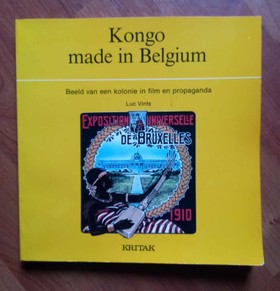 Kongo
made in Belgium
Beeld van een kolonie in film en propaganda
Luc Vints
EXPOSITION UNIVERSELLE
DE BRUXELLES
1910
KRITAK